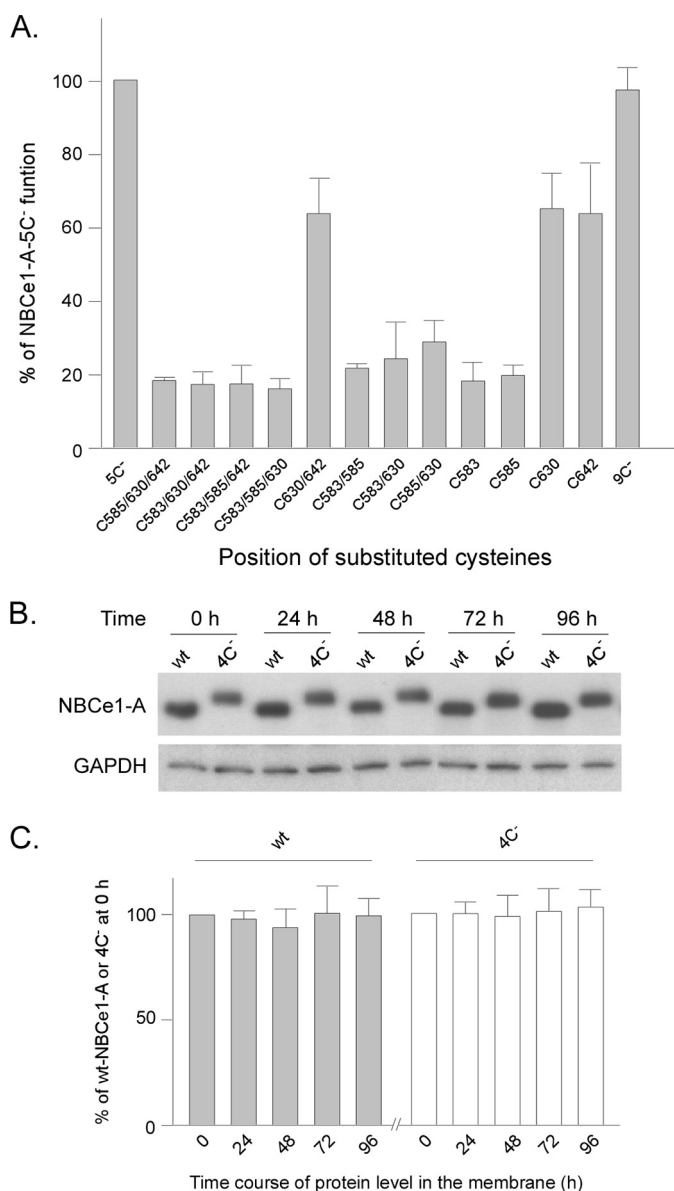 A.
% of NBCe1-A-5C⁻ funtion
100
80
60
40
20
0
5C⁻
C585/630/642
C583/630/642
C583/585/642
C583/585/630
C630/642
C583/585
C583/630
C585/630
C583
C585
C630
C642
9C⁻
Position of substituted cysteines
B.
Time 0 h 24 h 48 h 72 h 96 h
wt 4C⁻ wt 4C⁻ wt 4C⁻ wt 4C⁻ wt 4C⁻
NBCe1-A
GAPDH
C.
wt 4C⁻
% of wt-NBCe1-A or 4C⁻ at 0 h
100
50
0
0 24 48 72 96 // 0 24 48 72 96
Time course of protein level in the membrane (h)